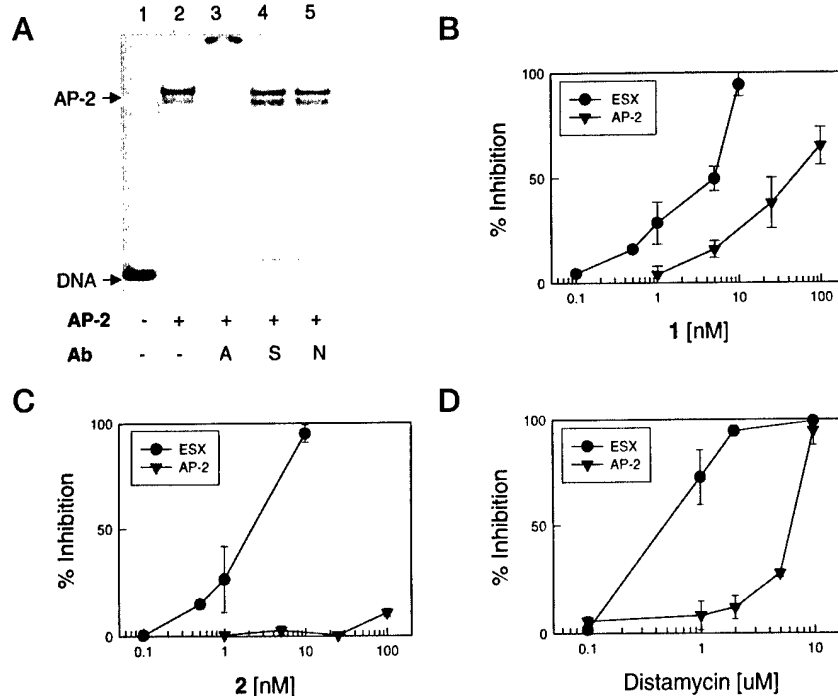 A
1 2 3 4 5
AP-2
DNA
AP-2 - + + + +
Ab - - A S N
B
% Inhibition
100
50
0
ESX
AP-2
0.1 1 10 100
1 [nM]
C
% Inhibition
100
50
0
ESX
AP-2
0.1 1 10 100
2 [nM]
D
% Inhibition
100
50
0
ESX
AP-2
0.1 1 10
Distamycin [uM]